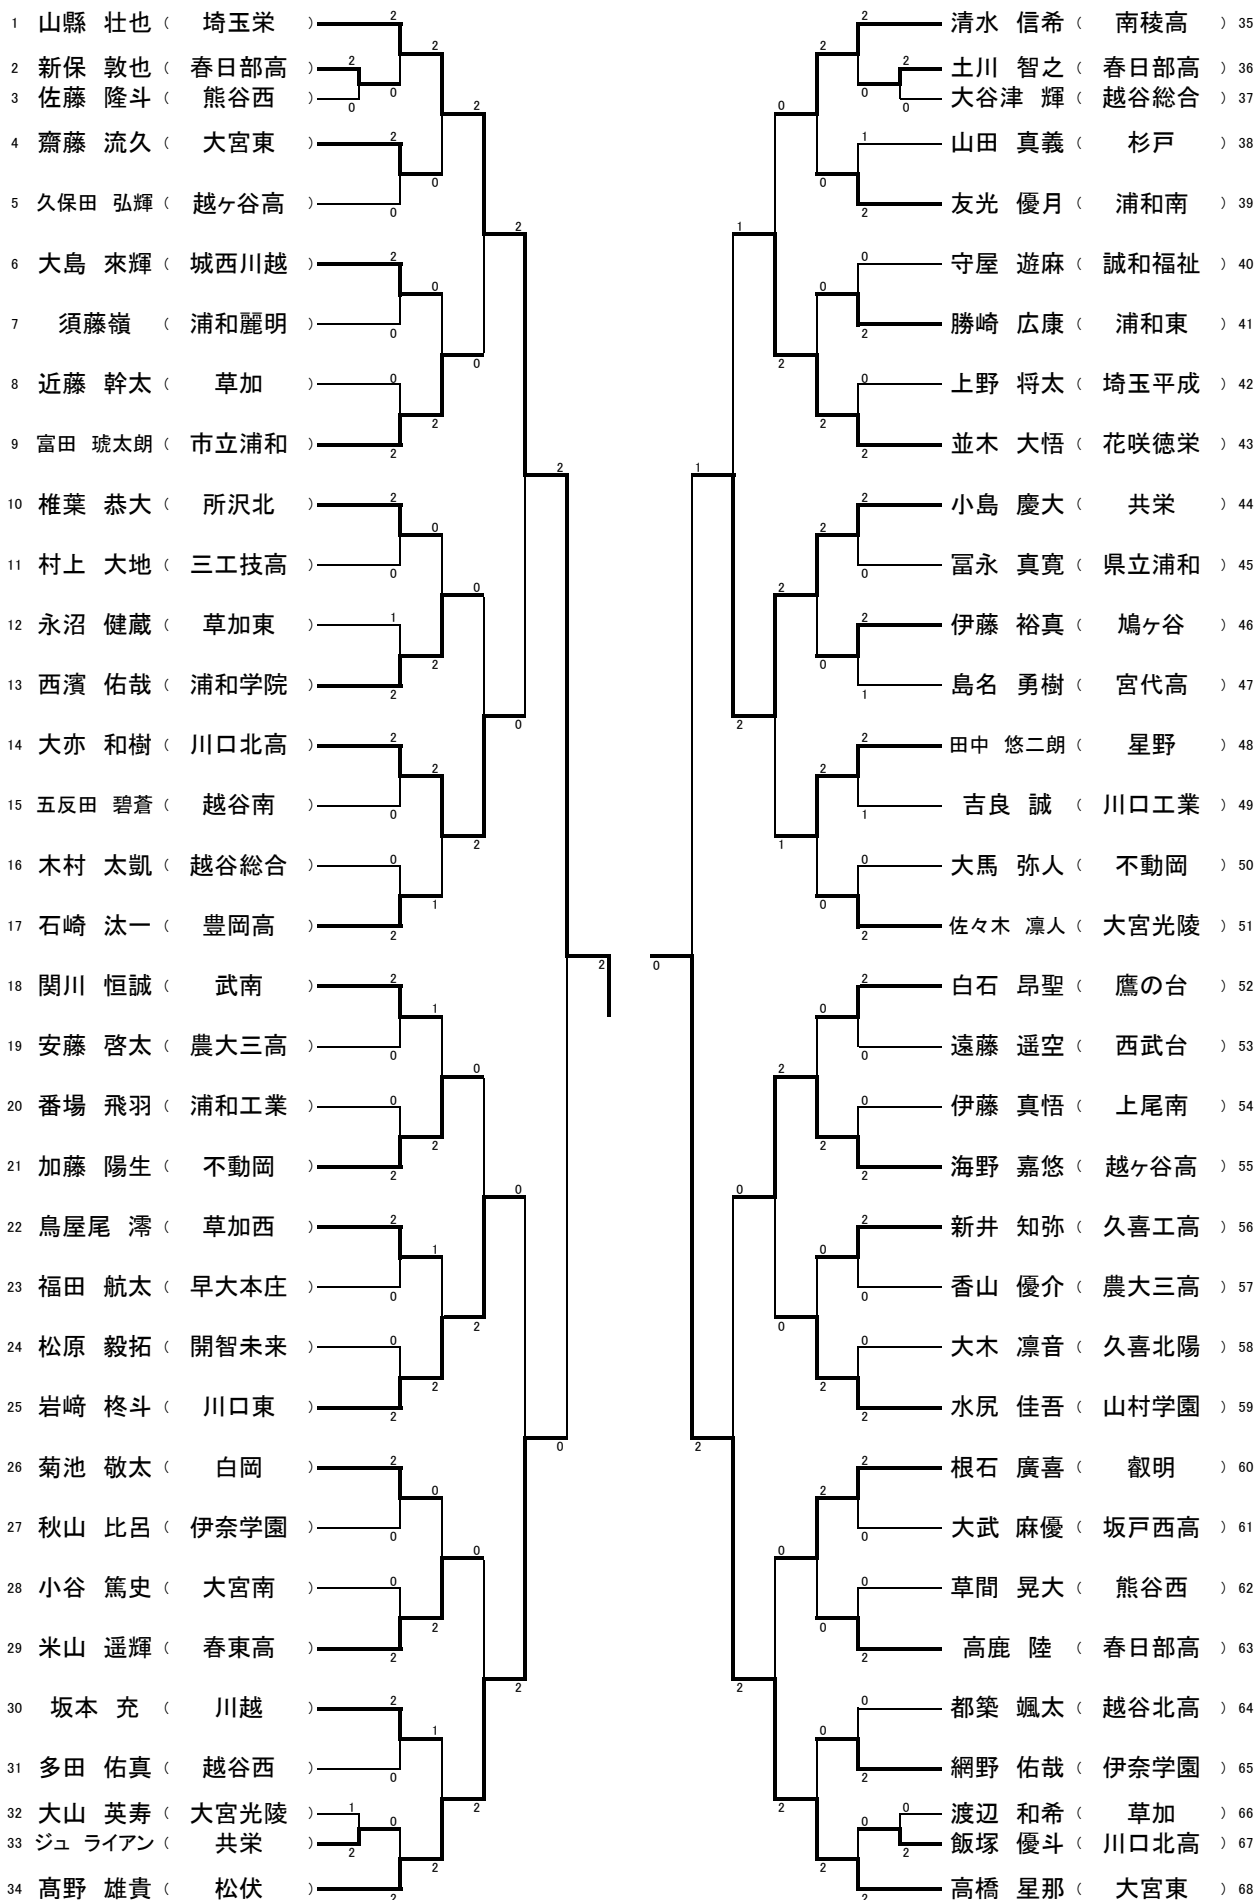 1 山縣 壮也 ( 埼玉栄 )
2 新保 敦也 ( 春日部高 )
3 佐藤 隆斗 ( 熊谷西 )
4 齋藤 流久 ( 大宮東 )
5 久保田 弘輝 ( 越ヶ谷高 )
6 大島 來輝 ( 城西川越 )
7 須藤嶺 ( 浦和麗明 )
8 近藤 幹太 ( 草加 )
9 富田 琥太朗 ( 市立浦和 )
10 椎葉 恭大 ( 所沢北 )
11 村上 大地 ( 三工技高 )
12 永沼 健蔵 ( 草加東 )
13 西濱 佑哉 ( 浦和学院 )
14 大亦 和樹 ( 川口北高 )
15 五反田 碧蒼 ( 越谷南 )
16 木村 太凱 ( 越谷総合 )
17 石崎 汰一 ( 豊岡高 )
18 関川 恒誠 ( 武南 )
19 安藤 啓太 ( 農大三高 )
20 番場 飛羽 ( 浦和工業 )
21 加藤 陽生 ( 不動岡 )
22 鳥屋尾 澪 ( 草加西 )
23 福田 航太 ( 早大本庄 )
24 松原 毅拓 ( 開智未来 )
25 岩﨑 柊斗 ( 川口東 )
26 菊池 敬太 ( 白岡 )
27 秋山 比呂 ( 伊奈学園 )
28 小谷 篤史 ( 大宮南 )
29 米山 遥輝 ( 春東高 )
30 坂本 充 ( 川越 )
31 多田 佑真 ( 越谷西 )
32 大山 英寿 ( 大宮光陵 )
33 ジュ ライアン ( 共栄 )
34 髙野 雄貴 ( 松伏 )
清水 信希 ( 南稜高 ) 35
土川 智之 ( 春日部高 ) 36
大谷津 輝 ( 越谷総合 ) 37
山田 真義 ( 杉戸 ) 38
友光 優月 ( 浦和南 ) 39
守屋 遊麻 ( 誠和福祉 ) 40
勝崎 広康 ( 浦和東 ) 41
上野 将太 ( 埼玉平成 ) 42
並木 大悟 ( 花咲徳栄 ) 43
小島 慶大 ( 共栄 ) 44
冨永 真寛 ( 県立浦和 ) 45
伊藤 裕真 ( 鳩ヶ谷 ) 46
島名 勇樹 ( 宮代高 ) 47
田中 悠二朗 ( 星野 ) 48
吉良 誠 ( 川口工業 ) 49
大馬 弥人 ( 不動岡 ) 50
佐々木 凛人 ( 大宮光陵 ) 51
白石 昂聖 ( 鷹の台 ) 52
遠藤 遥空 ( 西武台 ) 53
伊藤 真悟 ( 上尾南 ) 54
海野 嘉悠 ( 越ヶ谷高 ) 55
新井 知弥 ( 久喜工高 ) 56
香山 優介 ( 農大三高 ) 57
大木 凛音 ( 久喜北陽 ) 58
水尻 佳吾 ( 山村学園 ) 59
根石 廣喜 ( 叡明 ) 60
大武 麻優 ( 坂戸西高 ) 61
草間 晃大 ( 熊谷西 ) 62
高鹿 陸 ( 春日部高 ) 63
都築 颯太 ( 越谷北高 ) 64
網野 佑哉 ( 伊奈学園 ) 65
渡辺 和希 ( 草加 ) 66
飯塚 優斗 ( 川口北高 ) 67
高橋 星那 ( 大宮東 ) 68